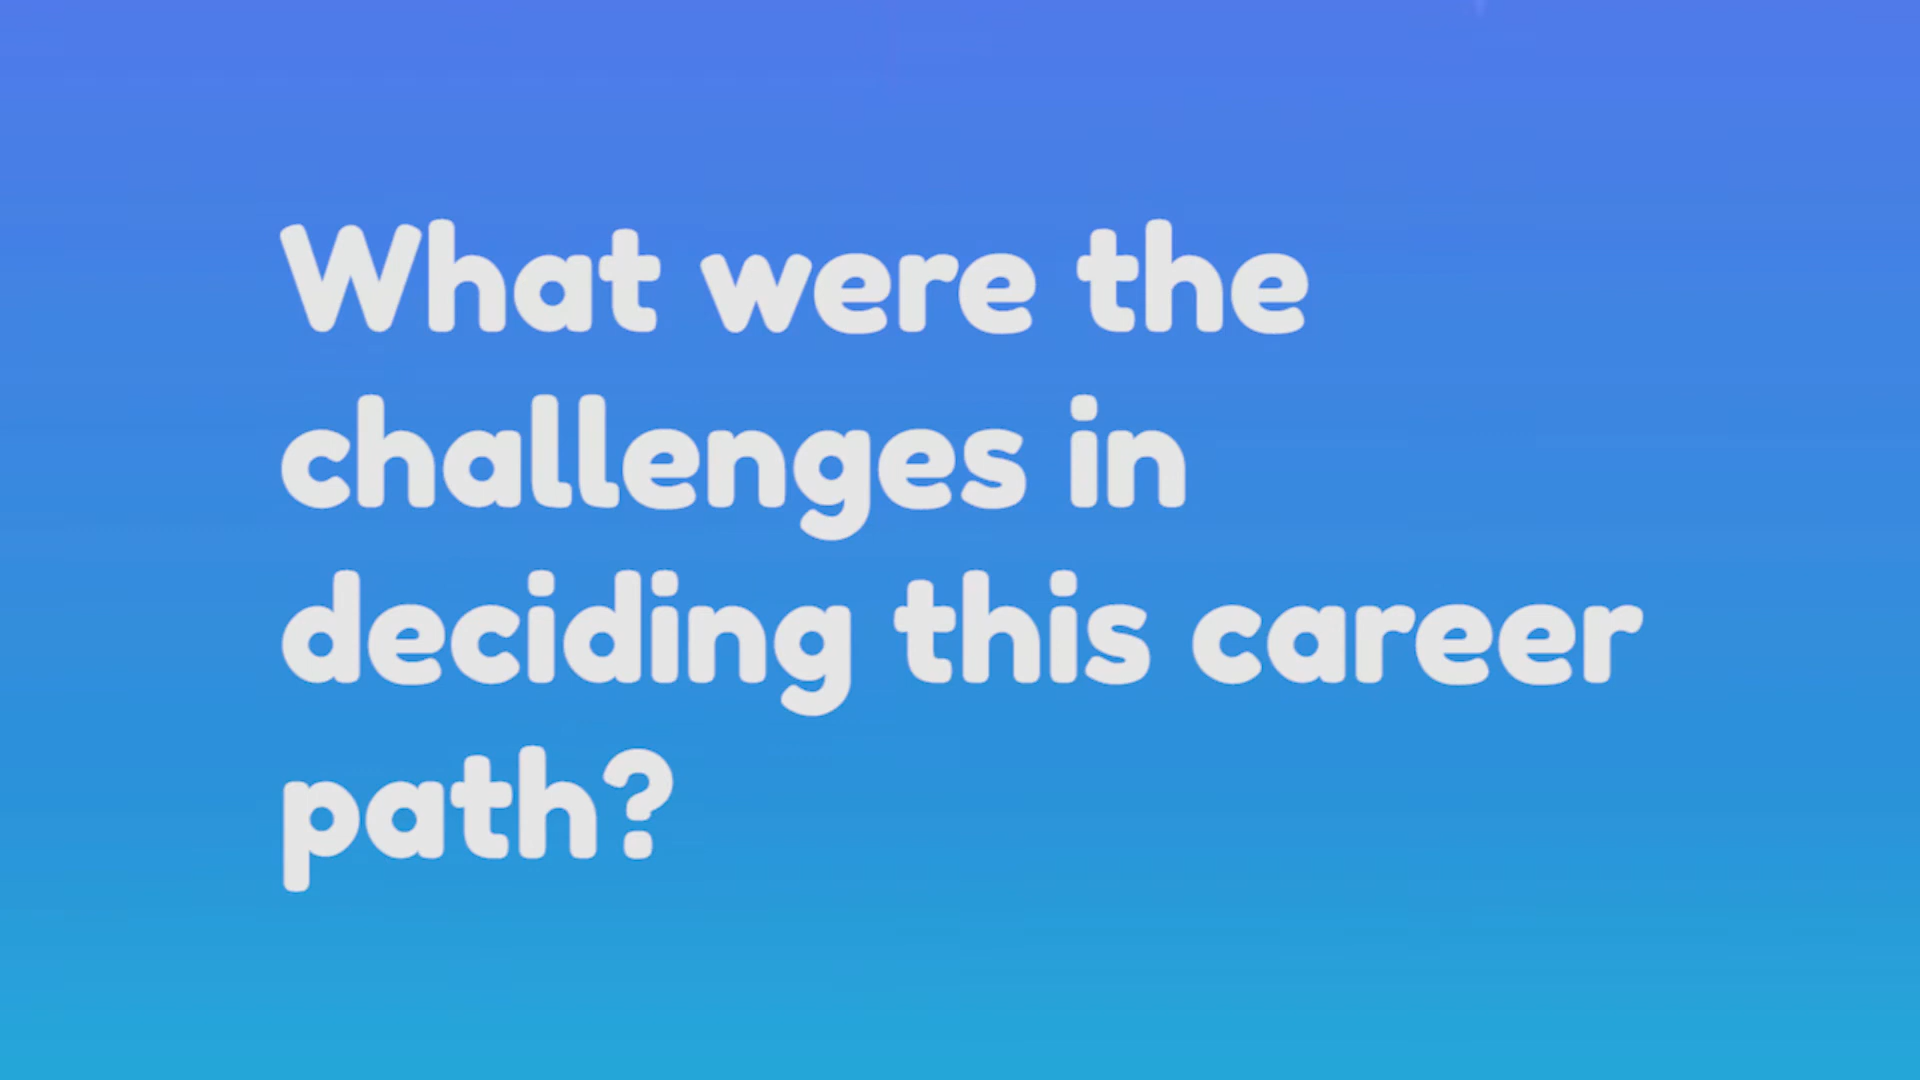 What were the
challenges in
deciding this career
path?